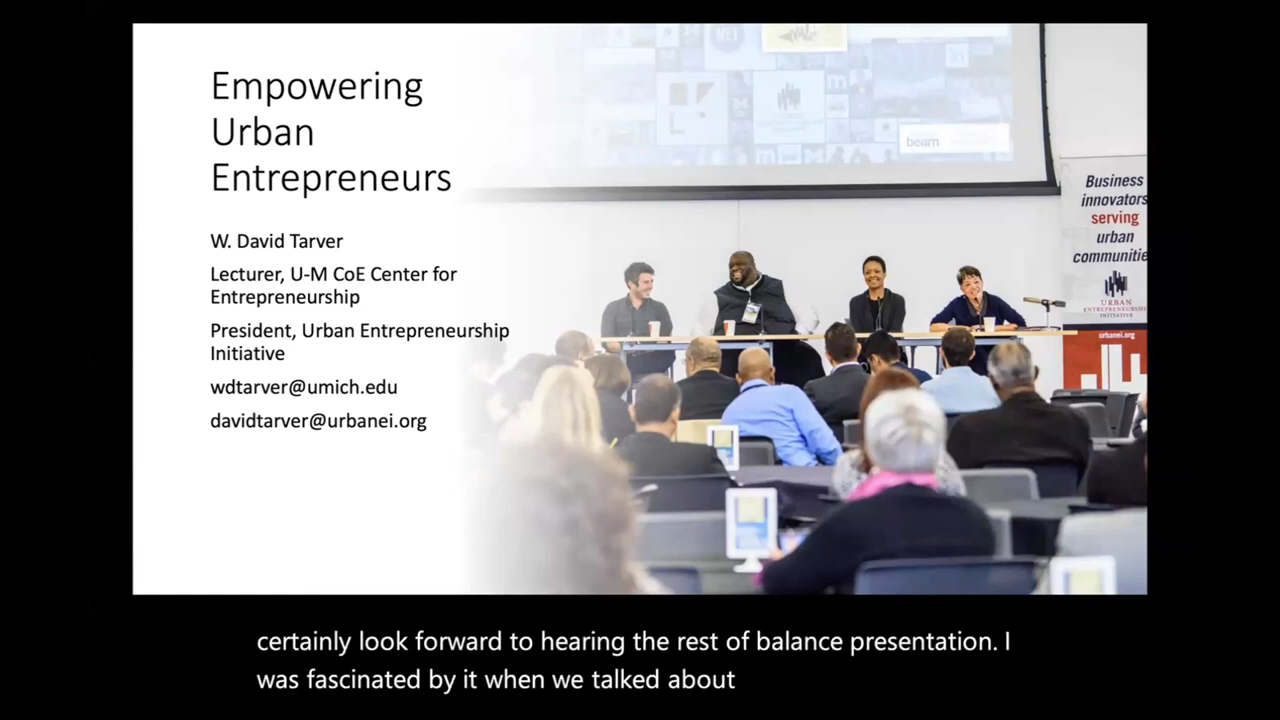 Empowering
Urban
Entrepreneurs
W. David Tarver
Lecturer, U-M CoE Center for
Entrepreneurship
President, Urban Entrepreneurship
Initiative
wdtarver@umich.edu
davidtarver@urbanei.org
beam
Business
innovators
serving
urban
communitie
URBAN
ENTREPRENEURSHIP
INITIATIVE
urbanei.org
certainly look forward to hearing the rest of balance presentation. I
was fascinated by it when we talked about